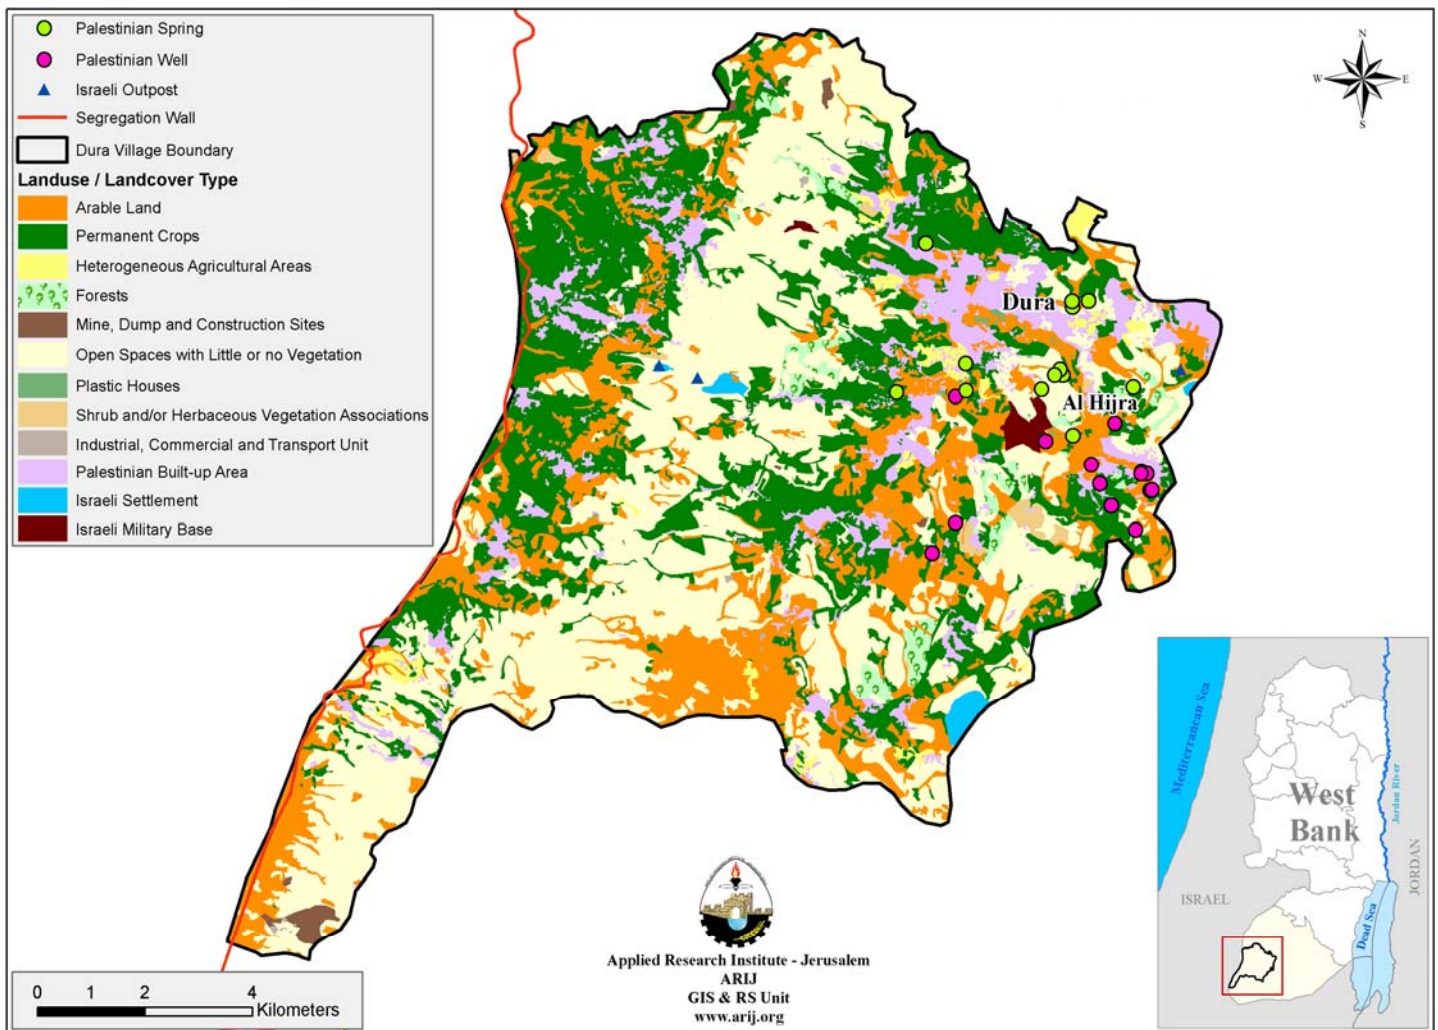 Palestinian Spring
Palestinian Well
Israeli Outpost
Segregation Wall
Dura Village Boundary
Landuse / Landcover Type
Arable Land
Permanent Crops
Heterogeneous Agricultural Areas
Forests
Mine, Dump and Construction Sites
Open Spaces with Little or no Vegetation
Plastic Houses
Shrub and/or Herbaceous Vegetation Associations
Industrial, Commercial and Transport Unit
Palestinian Built-up Area
Israeli Settlement
Israeli Military Base
N
W
E
S
Dura
Al Hijra
Mediterranean Sea
West
Bank
Jordan River
JORDAN
ISRAEL
Dead Sea
Applied Research Institute - Jerusalem
ARIJ
GIS & RS Unit
www.arij.org
0 1 2 4
Kilometers